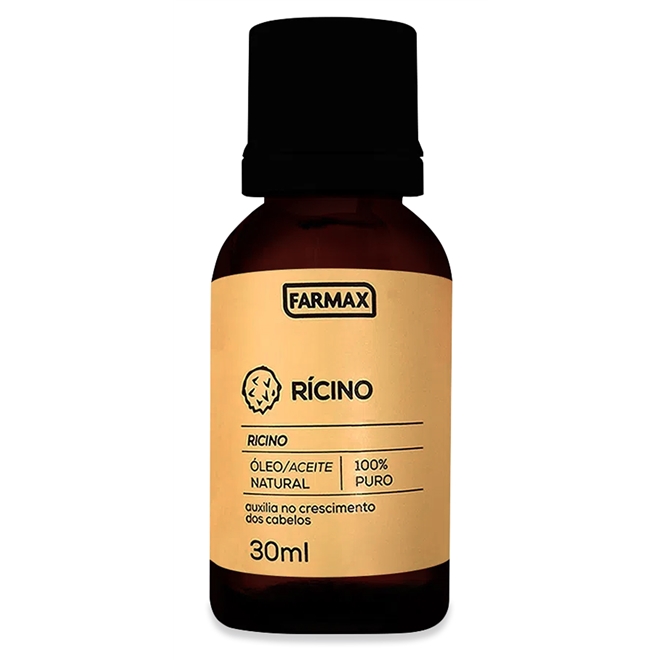 FARMAX
RÍCINO
RICINO
ÓLEO/ACEITE
NATURAL
100%
PURO
auxilia no crescimento
dos cabelos
30ml